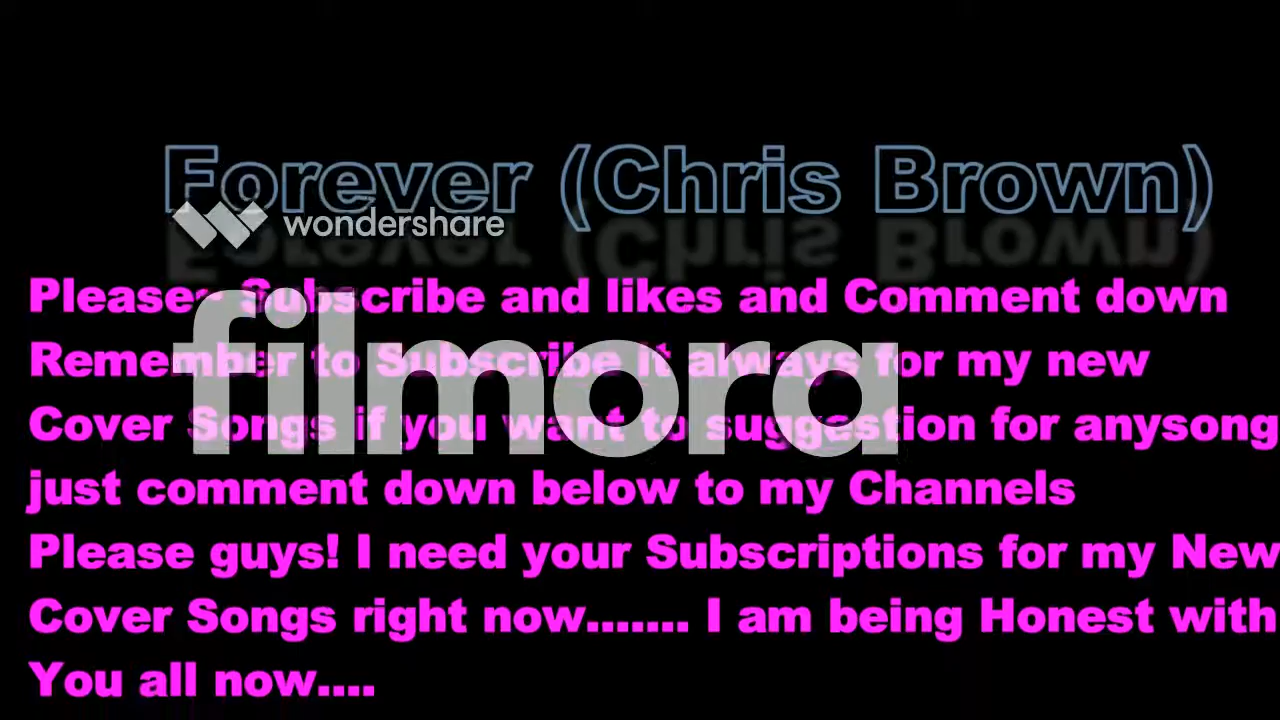 Forever (Chris Brown)
wondershare
filmora
Please Subscribe and likes and Comment down
Remember to Subscribe it always for my new
Cover Songs if you want to suggestion for anysong
just comment down below to my Channels
Please guys! I need your Subscriptions for my New
Cover Songs right now....... I am being Honest with
You all now....